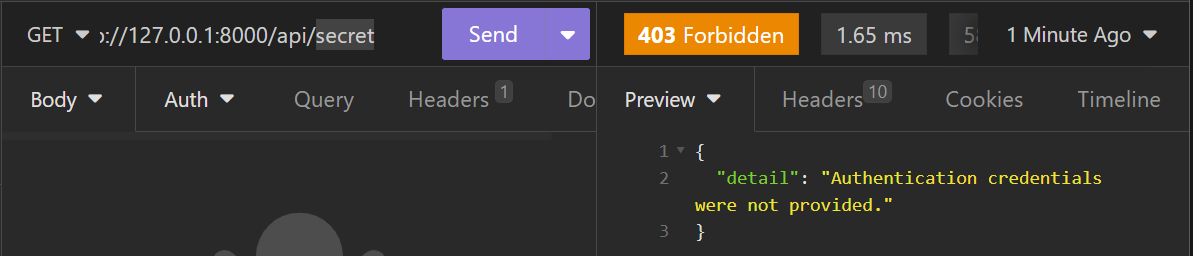 GET ://127.0.0.1:8000/api/secret Send 403 Forbidden 1.65 ms 1 Minute Ago
Body Auth Query Headers 1 Do Preview Headers 10 Cookies Timeline
1 {
2 "detail": "Authentication credentials
were not provided."
3 }